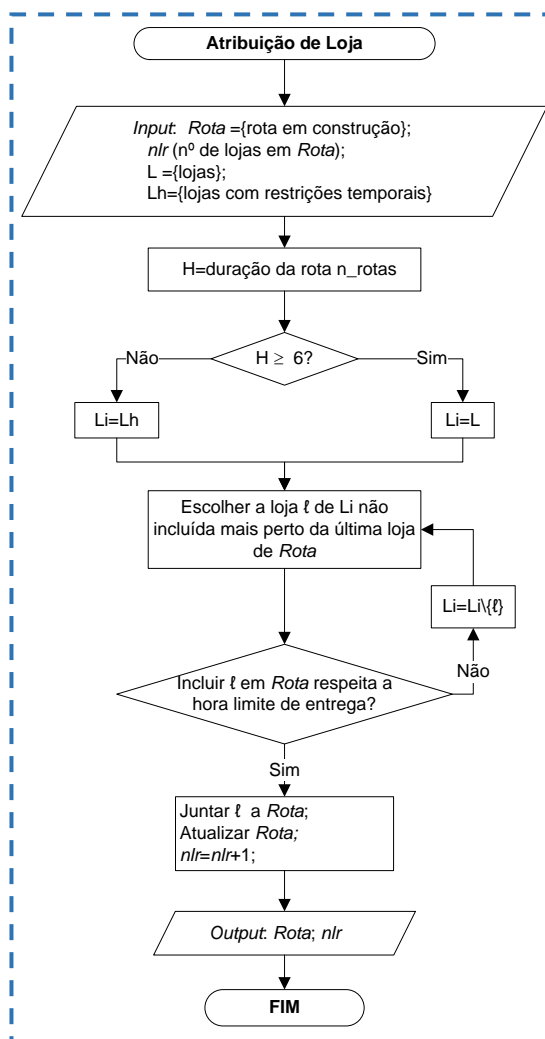 Atribuição de Loja
Input: Rota ={rota em construção};
nlr (nº de lojas em Rota);
L ={lojas};
Lh={lojas com restrições temporais}
H=duração da rota n_rotas
H ≥ 6?
Não
Sim
Li=Lh
Li=L
Escolher a loja ℓ de Li não
incluída mais perto da última loja
de Rota
Li=Li\{ℓ}
Não
Incluir ℓ em Rota respeita a
hora limite de entrega?
Sim
Juntar ℓ a Rota;
Atualizar Rota;
nlr=nlr+1;
Output: Rota; nlr
FIM